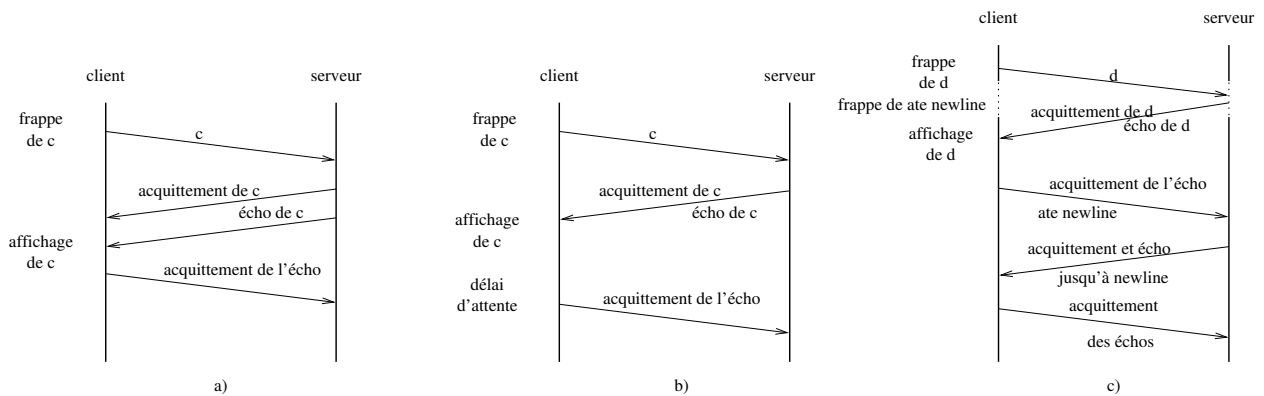 client
serveur
frappe
de c
c
acquittement de c
écho de c
affichage
de c
acquittement de l'écho
a)
client
serveur
frappe
de c
c
acquittement de c
écho de c
affichage
de c
délai
d'attente
acquittement de l'écho
b)
client
serveur
frappe
de d
d
frappe de ate newline
acquittement de d
écho de d
affichage
de d
acquittement de l'écho
ate newline
acquittement et écho
jusqu'à newline
acquittement
des échos
c)